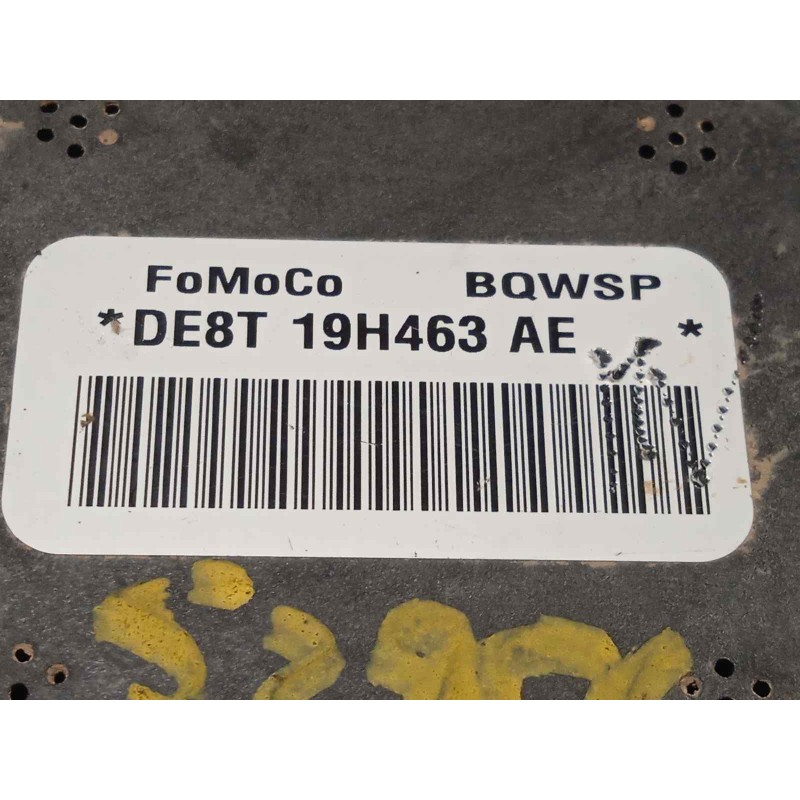 FoMoCo BQWSP
*DE8T 19H463 AE *